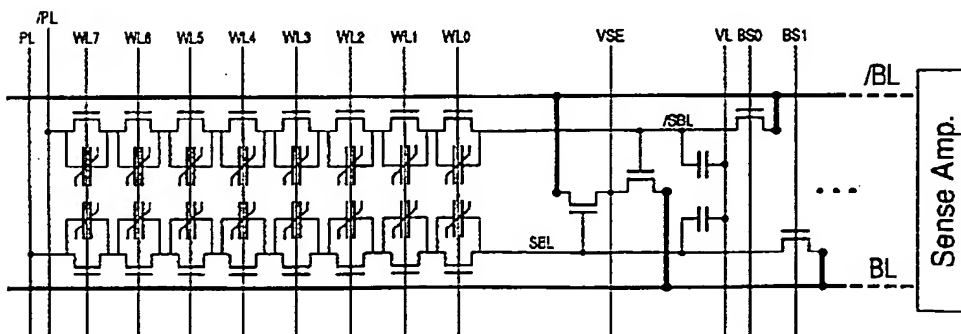 /PL
PL WL7 WL6 WL5 WL4 WL3 WL2 WL1 WL0 VSE VL BS0 BS1
/BL
/SBL
SBL
BL
Sense Amp.